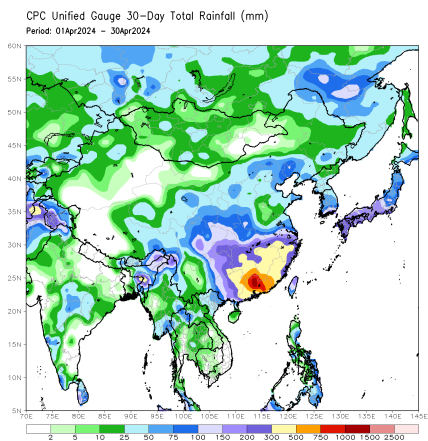 CPC Unified Gauge 30-Day Total Rainfall (mm)
Period: 01Apr2024 - 30Apr2024
60N
55N
50N
45N
40N
35N
30N
25N
20N
15N
10N
5N
70E 75E 80E 85E 90E 95E 100E 105E 110E 115E 120E 125E 130E 135E 140E 145E
2 5 10 25 50 75 100 150 200 300 500 750 1000 1500 2500